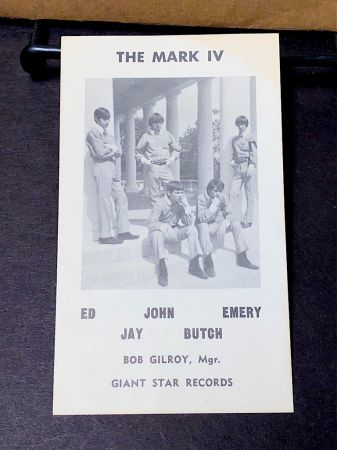 THE MARK IV
ED JOHN EMERY
JAY BUTCH
BOB GILROY, Mgr.
GIANT STAR RECORDS